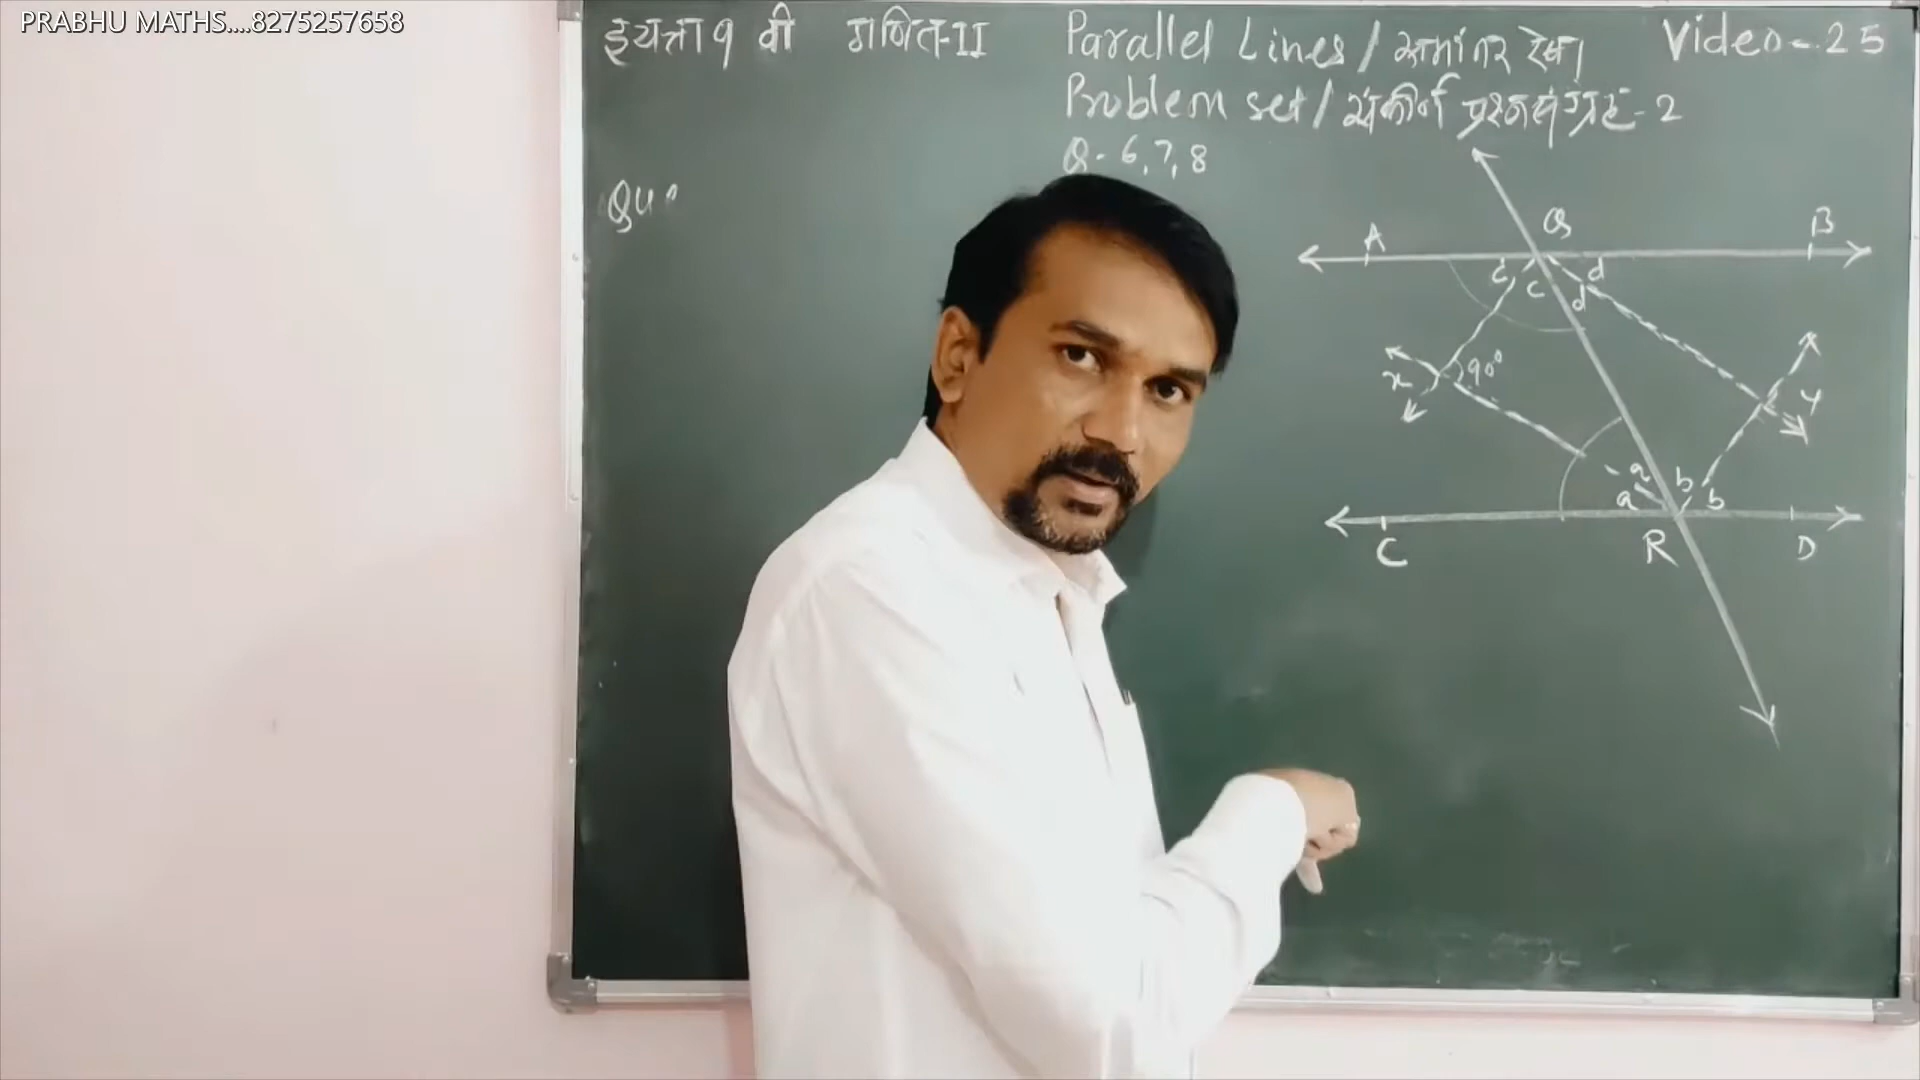 PRABHU MATHS....8275257658
इयत्ता 9 वी गणित-II Parallel Lines / समांतर रेषा Video-25
Problem set / संकीर्ण प्रश्नसंग्रह-2
Q- 6, 7, 8
Que
Q
A B
c c d d
90°
x y
a a b b
C R D